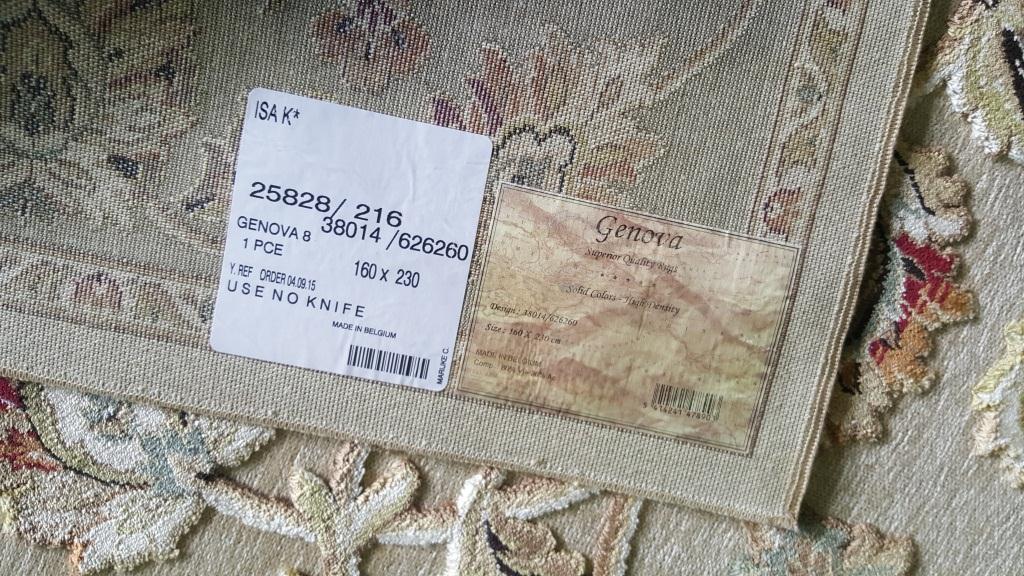 ISA K*
25828/ 216
GENOVA 8 38014 /626260
1 PCE
160 x 230
Y. REF ORDER 04.09.15
USE NO KNIFE
MADE IN BELGIUM
MARLIKE C.
Genova
Superior Quality Rugs
Solid Colors - High Density
Design: 38014/626260
Size: 160 X 230 cm
MADE IN BELGIUM
Comp.